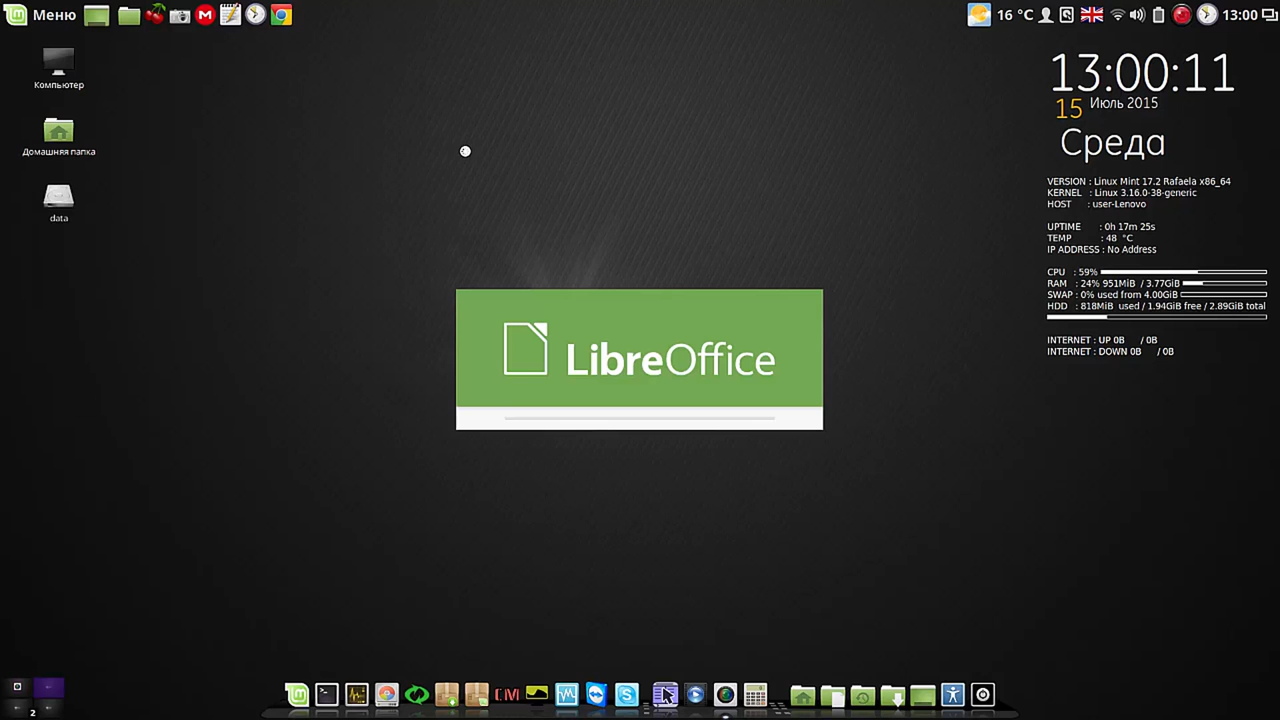 Меню
16 °C
13:00
Компьютер
Домашняя папка
data
13:00:11
15 Июль 2015
Среда
VERSION : Linux Mint 17.2 Rafaela x86_64
KERNEL : Linux 3.16.0-38-generic
HOST : user-Lenovo
UPTIME : 0h 17m 25s
TEMP : 48 °C
IP ADDRESS : No Address
CPU : 59%
RAM : 24% 951MiB / 3.77GiB
SWAP : 0% used from 4.00GiB
HDD : 818MiB used / 1.94GiB free / 2.89GiB total
INTERNET : UP 0B / 0B
INTERNET : DOWN 0B / 0B
LibreOffice
CM
2